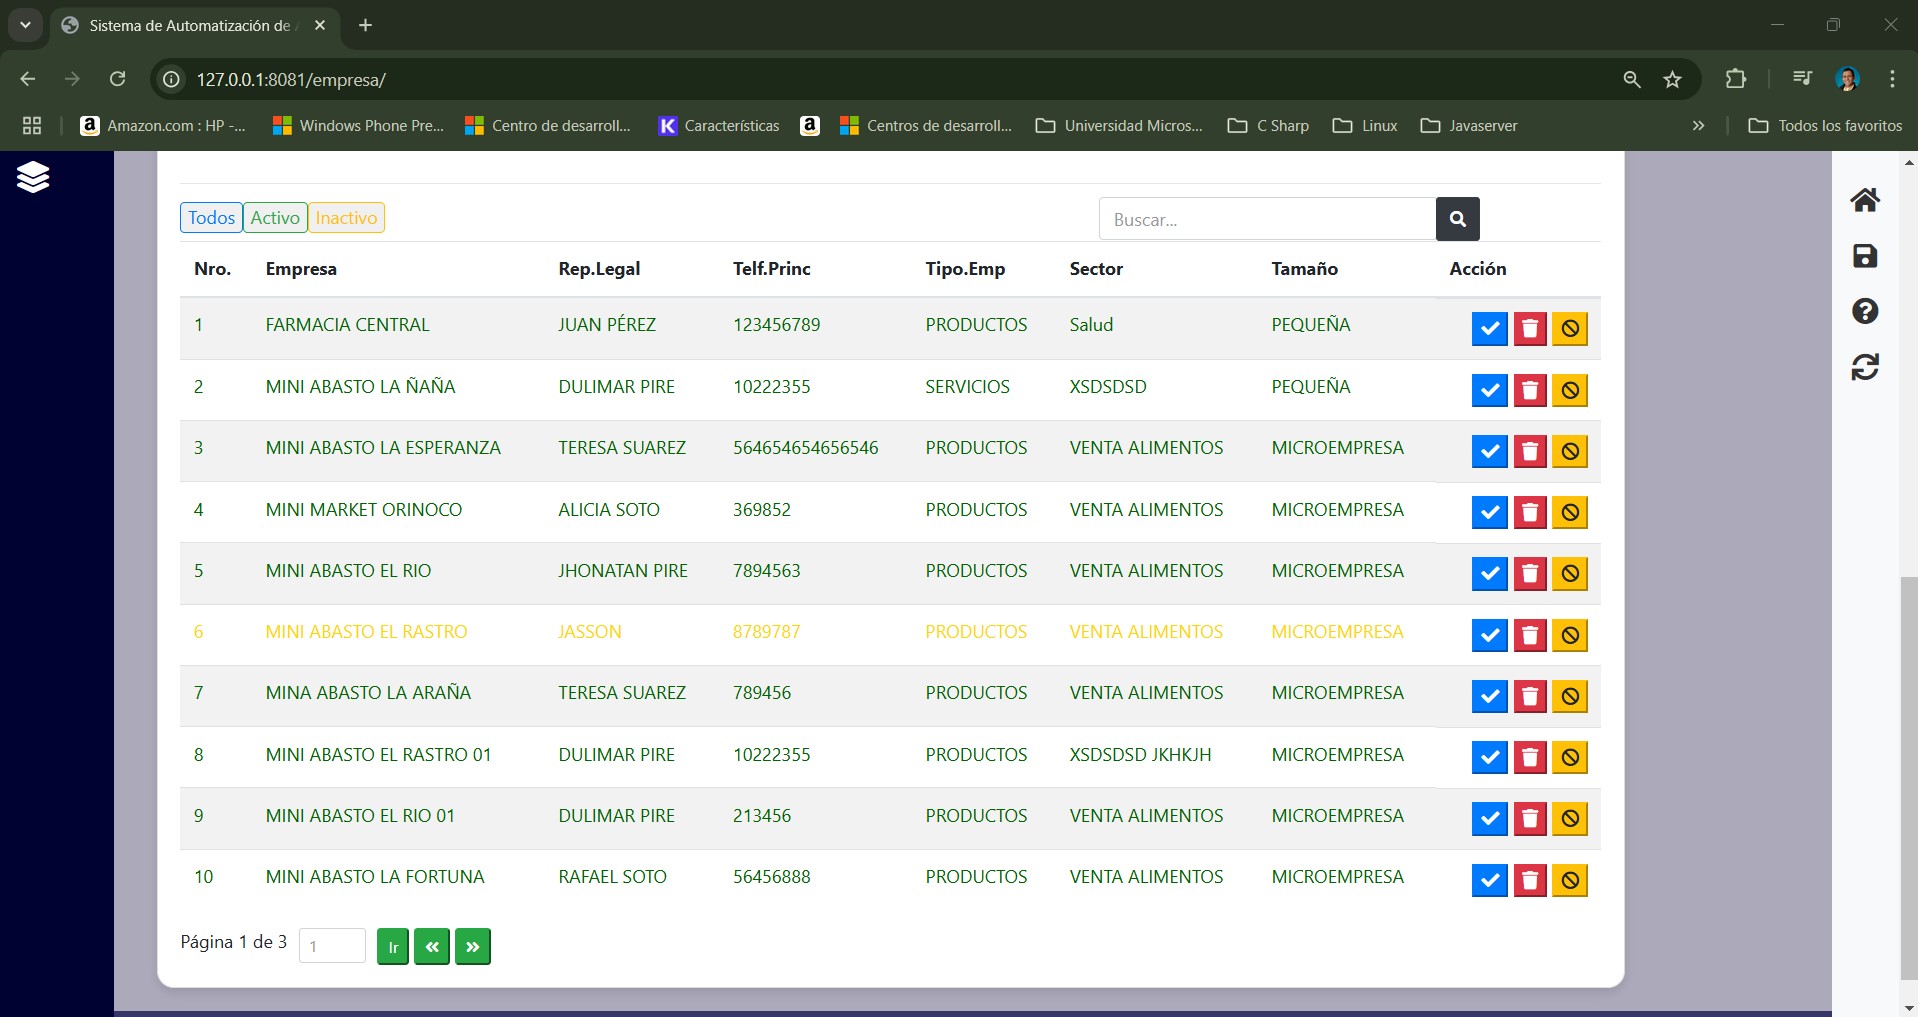 Sistema de Automatización de
127.0.0.1:8081/empresa/
Amazon.com : HP -... Windows Phone Pre... Centro de desarroll... Características Centros de desarroll... Universidad Micros... C Sharp Linux Javaserver Todos los favoritos
Todos Activo Inactivo Buscar...
Nro. Empresa Rep.Legal Telf.Princ Tipo.Emp Sector Tamaño Acción
1 FARMACIA CENTRAL JUAN PÉREZ 123456789 PRODUCTOS Salud PEQUEÑA
2 MINI ABASTO LA ÑAÑA DULIMAR PIRE 10222355 SERVICIOS XSDSDSD PEQUEÑA
3 MINI ABASTO LA ESPERANZA TERESA SUAREZ 564654654656546 PRODUCTOS VENTA ALIMENTOS MICROEMPRESA
4 MINI MARKET ORINOCO ALICIA SOTO 369852 PRODUCTOS VENTA ALIMENTOS MICROEMPRESA
5 MINI ABASTO EL RIO JHONATAN PIRE 7894563 PRODUCTOS VENTA ALIMENTOS MICROEMPRESA
6 MINI ABASTO EL RASTRO JASSON 8789787 PRODUCTOS VENTA ALIMENTOS MICROEMPRESA
7 MINA ABASTO LA ARAÑA TERESA SUAREZ 789456 PRODUCTOS VENTA ALIMENTOS MICROEMPRESA
8 MINI ABASTO EL RASTRO 01 DULIMAR PIRE 10222355 PRODUCTOS XSDSDSD JKHKJH MICROEMPRESA
9 MINI ABASTO EL RIO 01 DULIMAR PIRE 213456 PRODUCTOS VENTA ALIMENTOS MICROEMPRESA
10 MINI ABASTO LA FORTUNA RAFAEL SOTO 56456888 PRODUCTOS VENTA ALIMENTOS MICROEMPRESA
Página 1 de 3 1 Ir « »